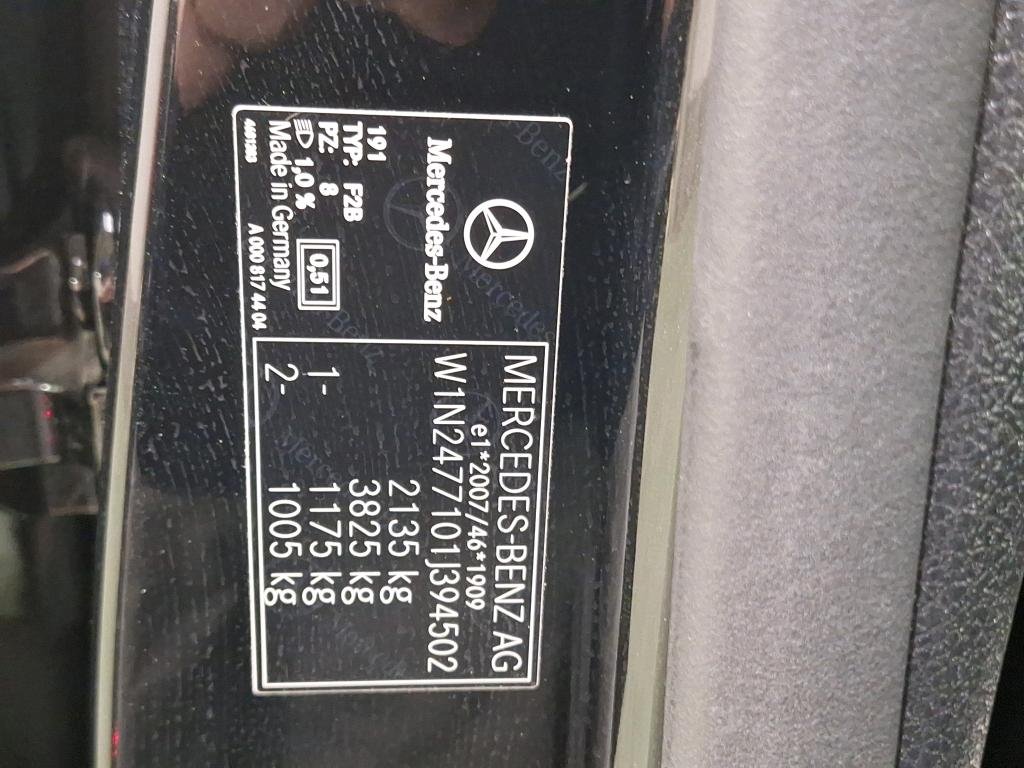 Mercedes-Benz
191
TYP: F2B
PZ: 8
1,0 %
0,51
Made in Germany
A 000 817 44 04
MERCEDES-BENZ AG
e1*2007/46*1909
W1N2477101J394502
2135 kg
3825 kg
1- 1175 kg
2- 1005 kg